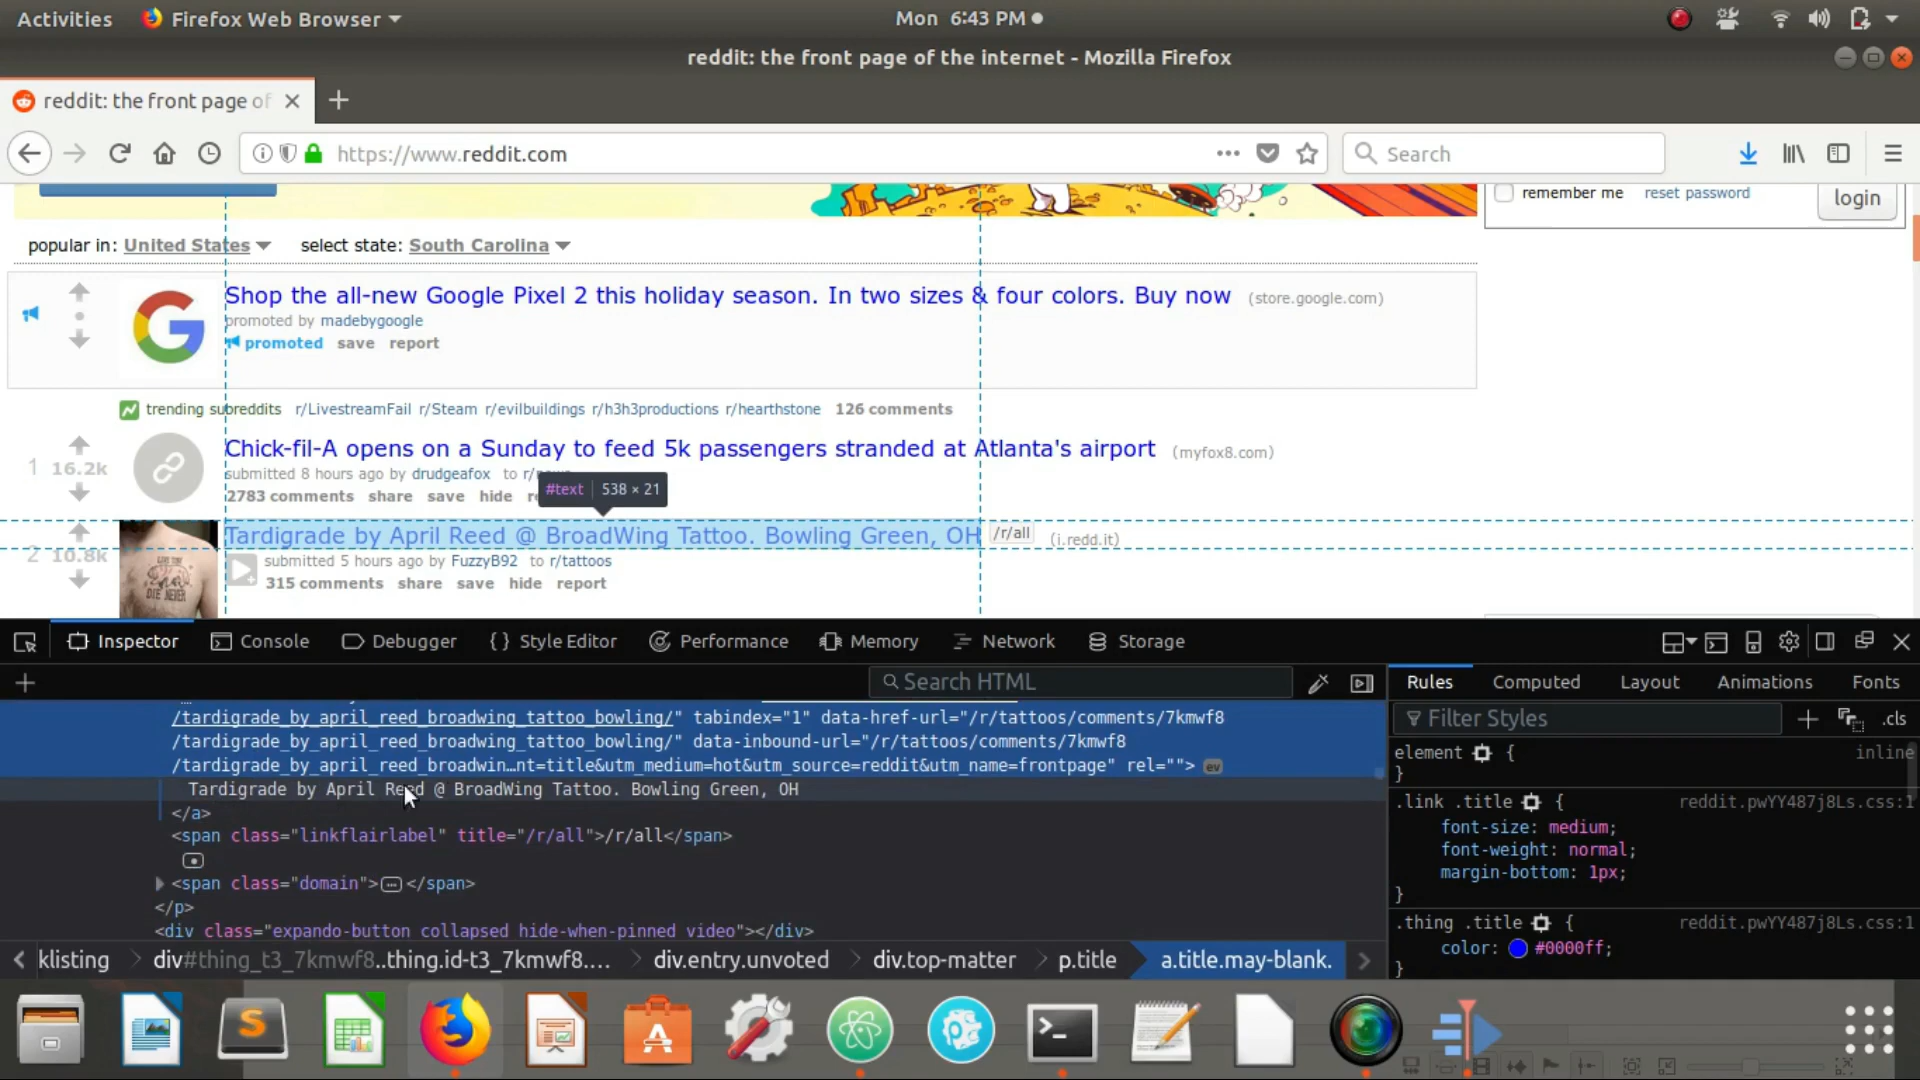 Activities Firefox Web Browser Mon 6:43 PM
reddit: the front page of the internet - Mozilla Firefox
reddit: the front page of
https://www.reddit.com Search
remember me reset password login
popular in: United States select state: South Carolina
Shop the all-new Google Pixel 2 this holiday season. In two sizes & four colors. Buy now (store.google.com)
promoted by madebygoogle
promoted save report
trending subreddits r/LivestreamFail r/Steam r/evilbuildings r/h3h3productions r/hearthstone 126 comments
1 16.2k Chick-fil-A opens on a Sunday to feed 5k passengers stranded at Atlanta's airport (myfox8.com)
submitted 8 hours ago by drudgeafox to
2783 comments share save hide
#text 538 × 21
2 10.8k Tardigrade by April Reed @ BroadWing Tattoo. Bowling Green, OH /r/all (i.redd.it)
submitted 5 hours ago by FuzzyB92 to r/tattoos
315 comments share save hide report
Inspector Console Debugger {} Style Editor Performance Memory Network Storage
+ Search HTML
Rules Computed Layout Animations Fonts
Filter Styles + .cls
/tardigrade_by_april_reed_broadwing_tattoo_bowling/" tabindex="1" data-href-url="/r/tattoos/comments/7kmwf8
/tardigrade_by_april_reed_broadwing_tattoo_bowling/" data-inbound-url="/r/tattoos/comments/7kmwf8
/tardigrade_by_april_reed_broadwin…nt=title&utm_medium=hot&utm_source=reddit&utm_name=frontpage" rel=""> ev
Tardigrade by April Reed @ BroadWing Tattoo. Bowling Green, OH
</a>
<span class="linkflairlabel" title="/r/all">/r/all</span>
<span class="domain">…</span>
</p>
<div class="expando-button collapsed hide-when-pinned video"></div>
element { inline
}
.link .title { reddit.pwYY487j8Ls.css:1
font-size: medium;
font-weight: normal;
margin-bottom: 1px;
}
.thing .title { reddit.pwYY487j8Ls.css:1
color: #0000ff;
}
klisting div#thing_t3_7kmwf8..thing.id-t3_7kmwf8.... div.entry.unvoted div.top-matter p.title a.title.may-blank.